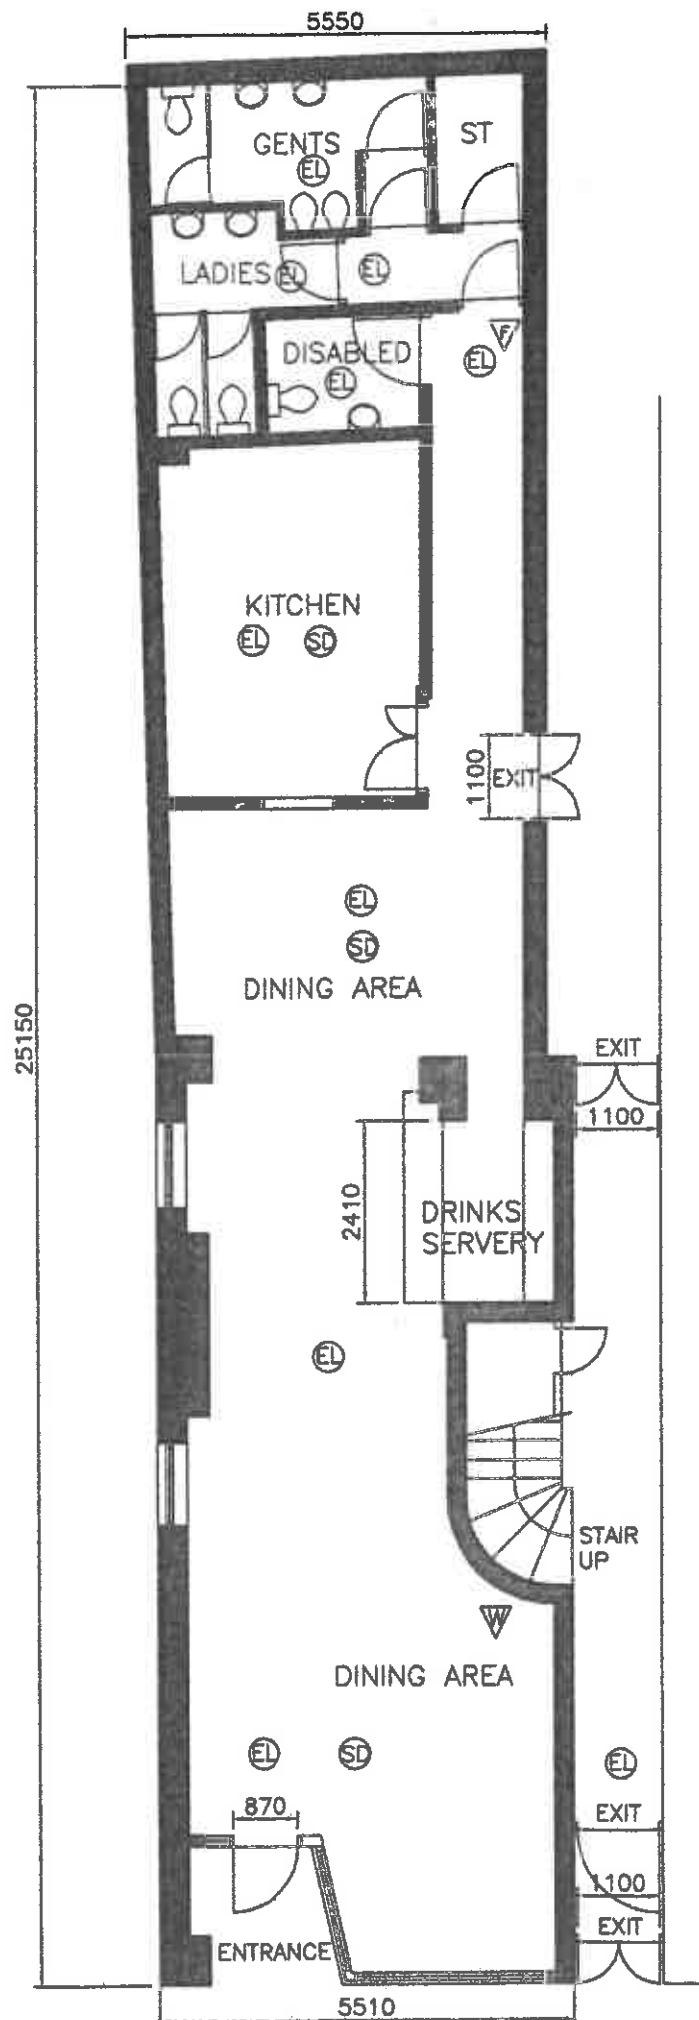 5550
GENTS
ST
EL
LADIES
EL
EL
F
DISABLED
EL
EL
KITCHEN
EL
SD
1100
EXIT
EL
SD
DINING AREA
25150
EXIT
1100
2410
DRINKS
SERVERY
EL
STAIR
UP
W
DINING AREA
EL
SD
EL
870
EXIT
1100
EXIT
ENTRANCE
5510